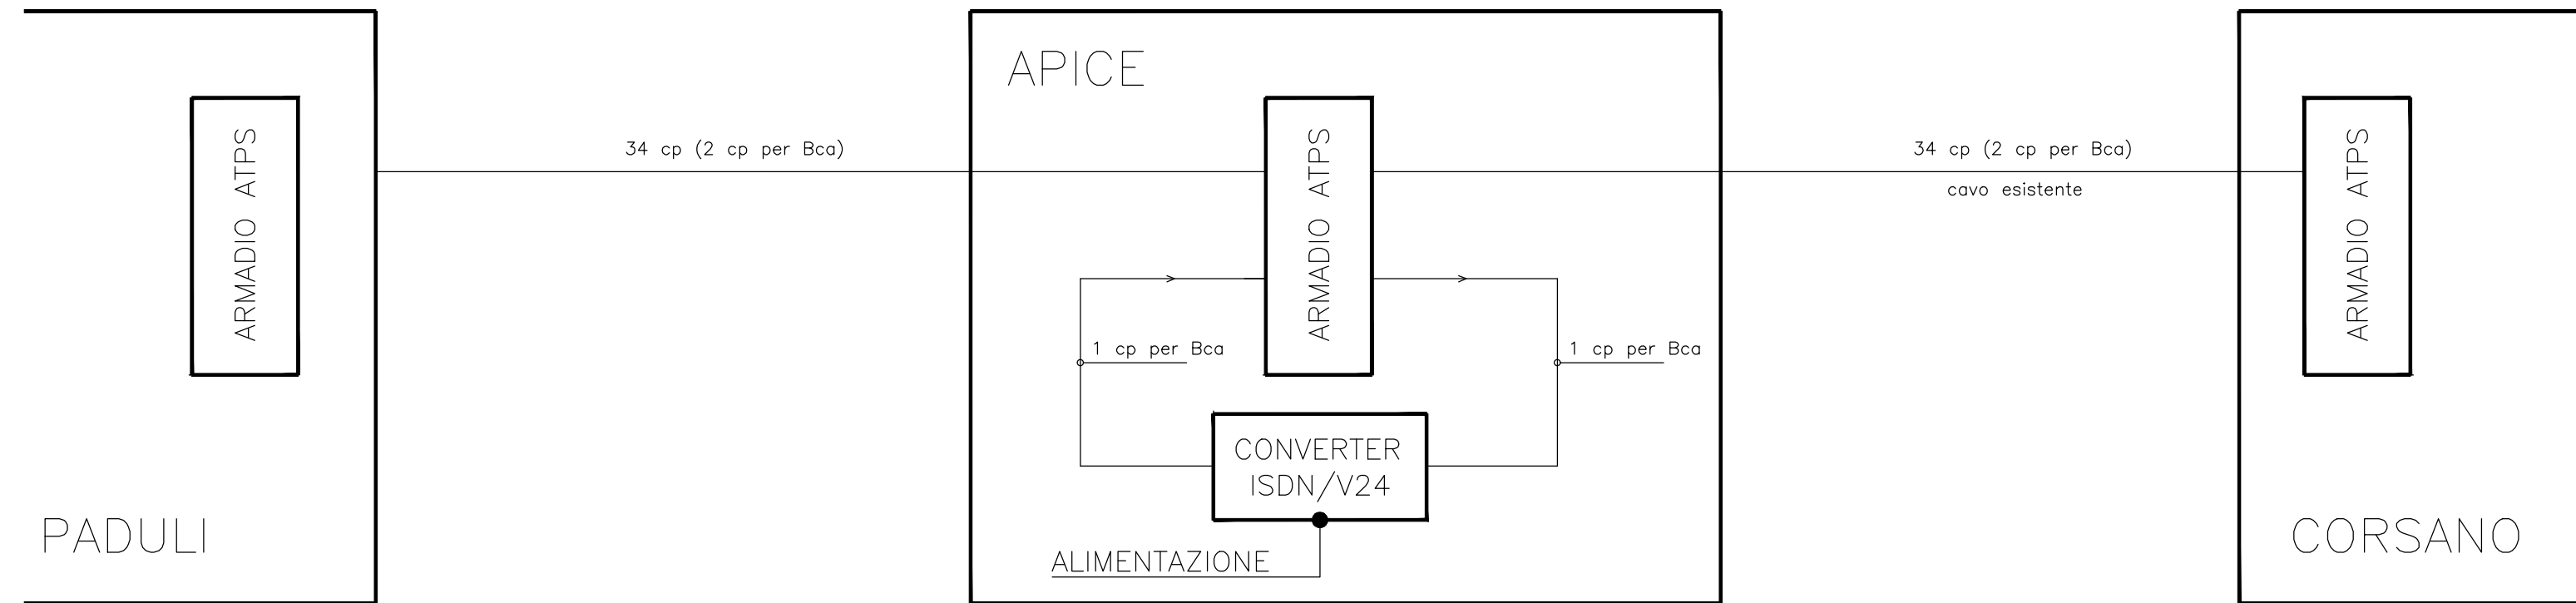 APICE
ARMADIO ATPS
34 cp (2 cp per Bca)
ARMADIO ATPS
34 cp (2 cp per Bca)
cavo esistente
ARMADIO ATPS
1 cp per Bca
1 cp per Bca
CONVERTER
ISDN/V24
PADULI
CORSANO
ALIMENTAZIONE